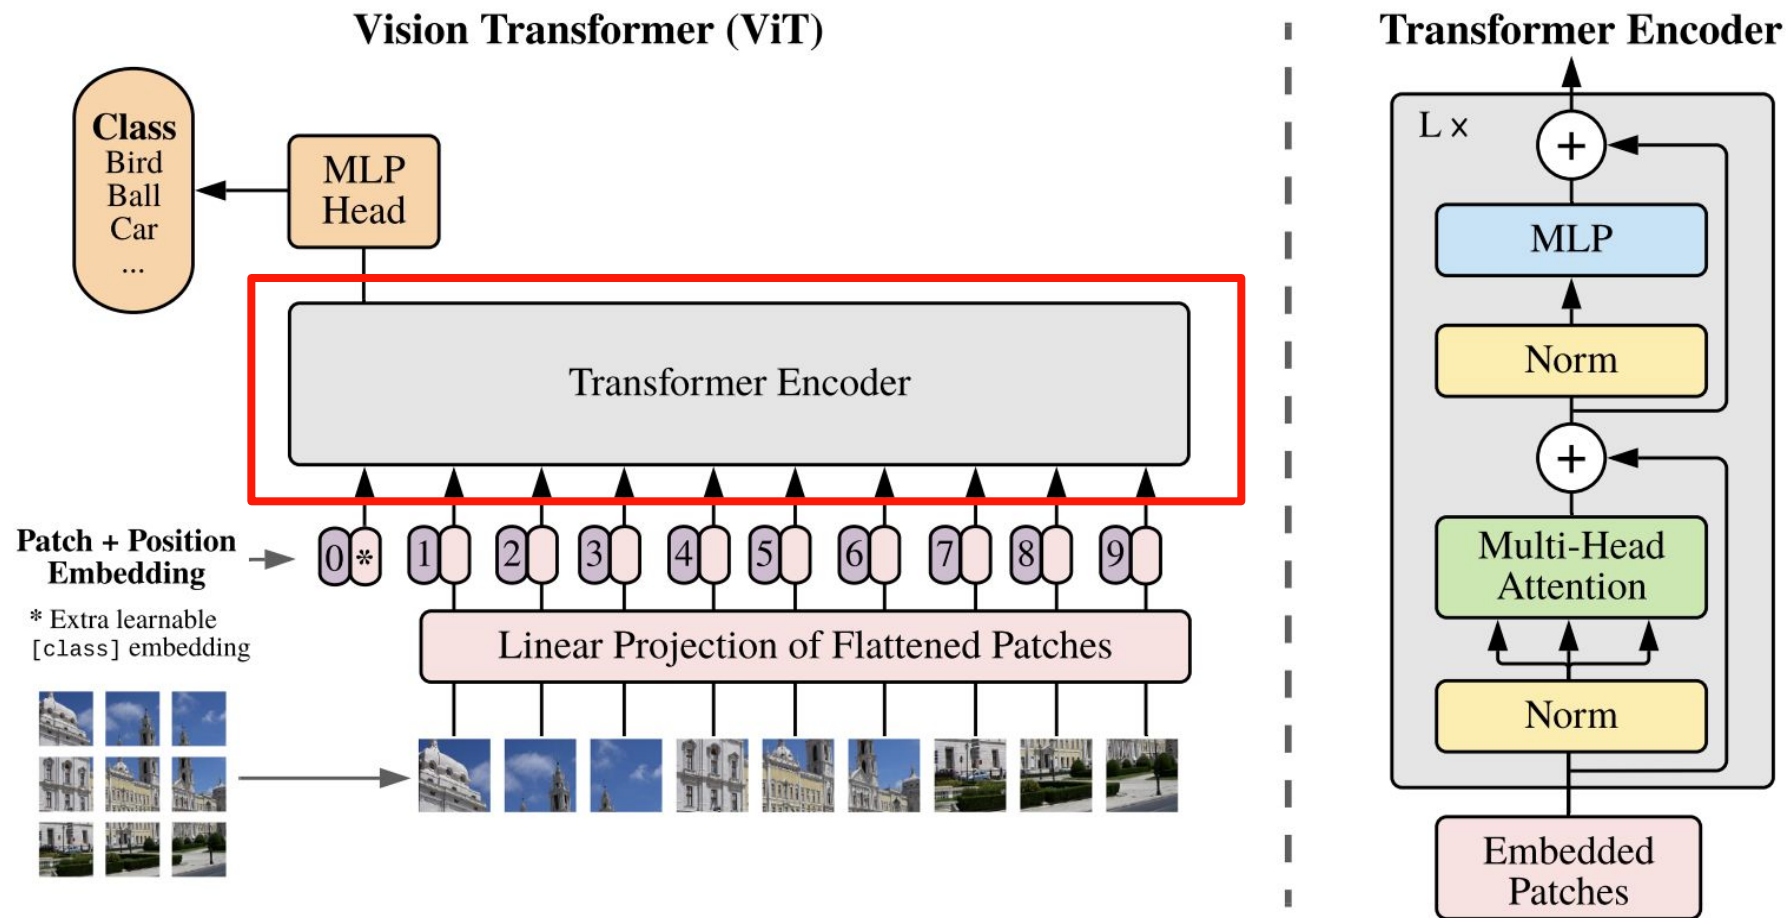 Vision Transformer (ViT)
Class
Bird
Ball
Car
...
MLP
Head
Transformer Encoder
Patch + Position
Embedding
0 * 1 2 3 4 5 6 7 8 9
* Extra learnable
[class] embedding
Linear Projection of Flattened Patches
Transformer Encoder
L ×
+
MLP
Norm
+
Multi-Head
Attention
Norm
Embedded
Patches